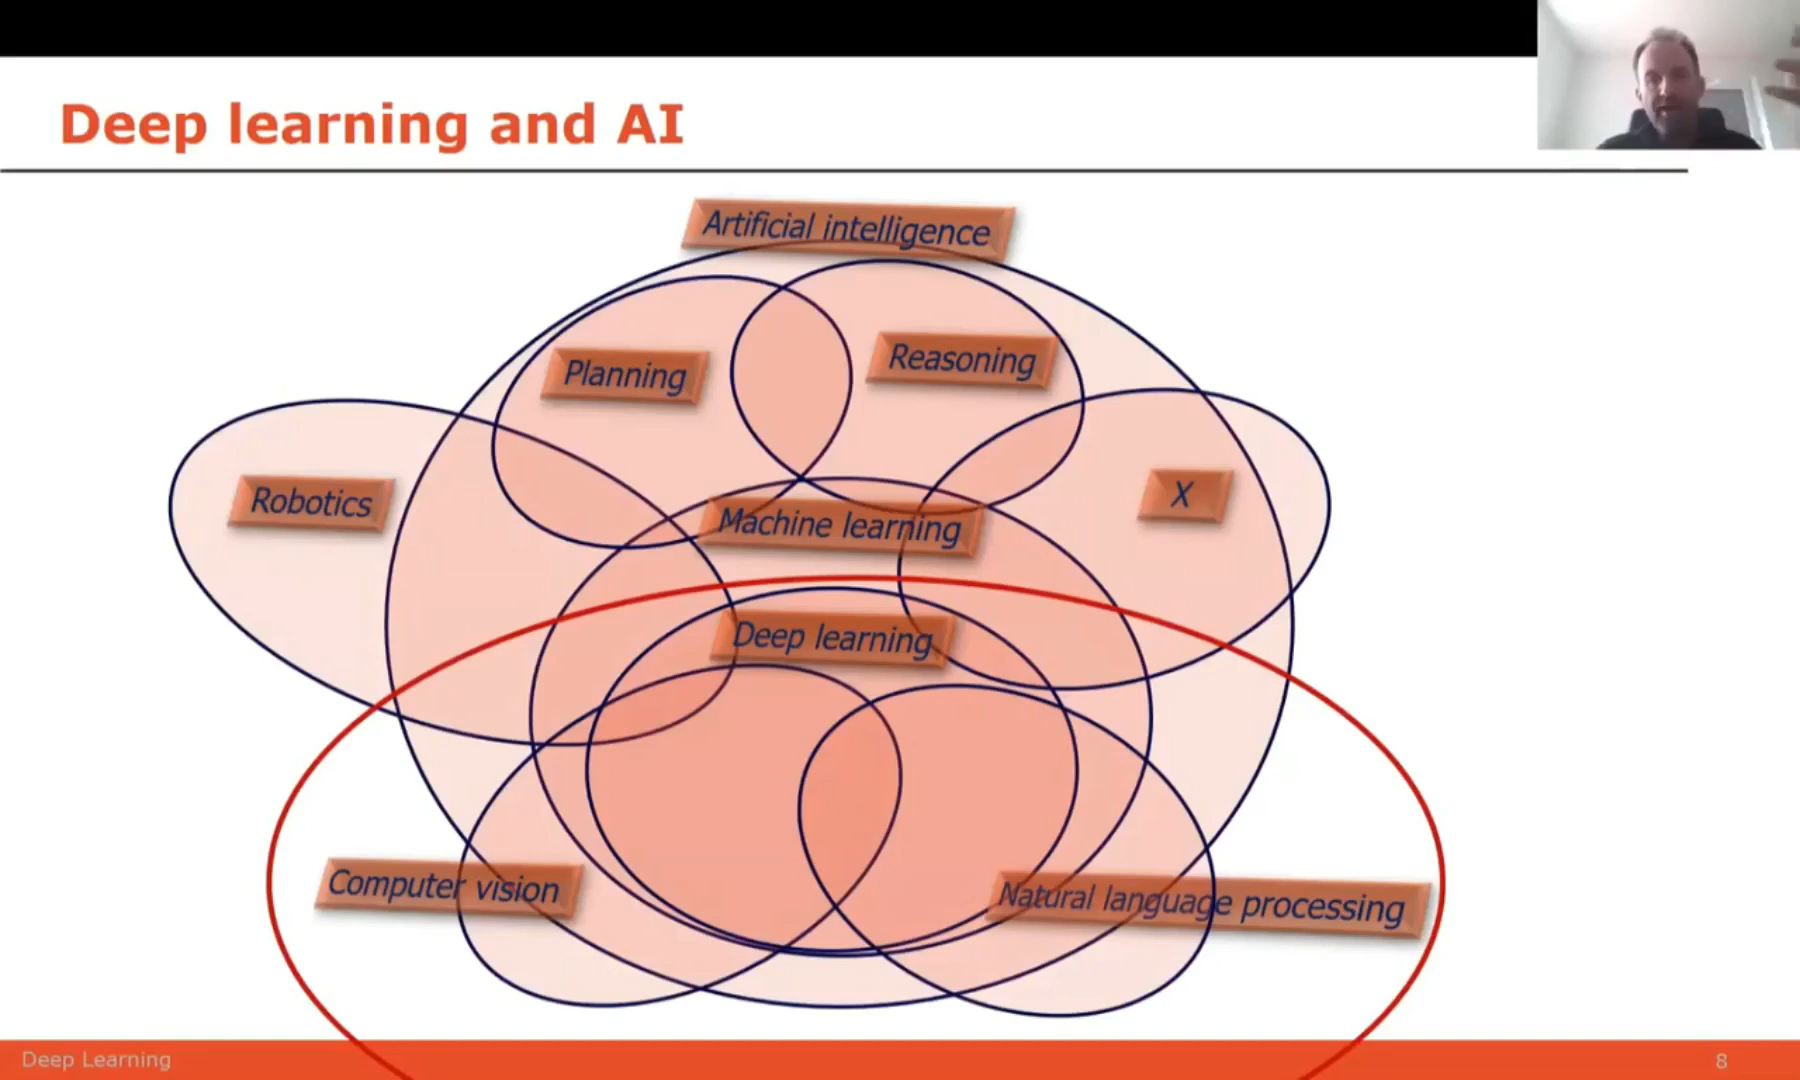 Deep learning and AI
Artificial intelligence
Planning
Reasoning
Robotics
X
Machine learning
Deep learning
Computer vision
Natural language processing
Deep Learning
8